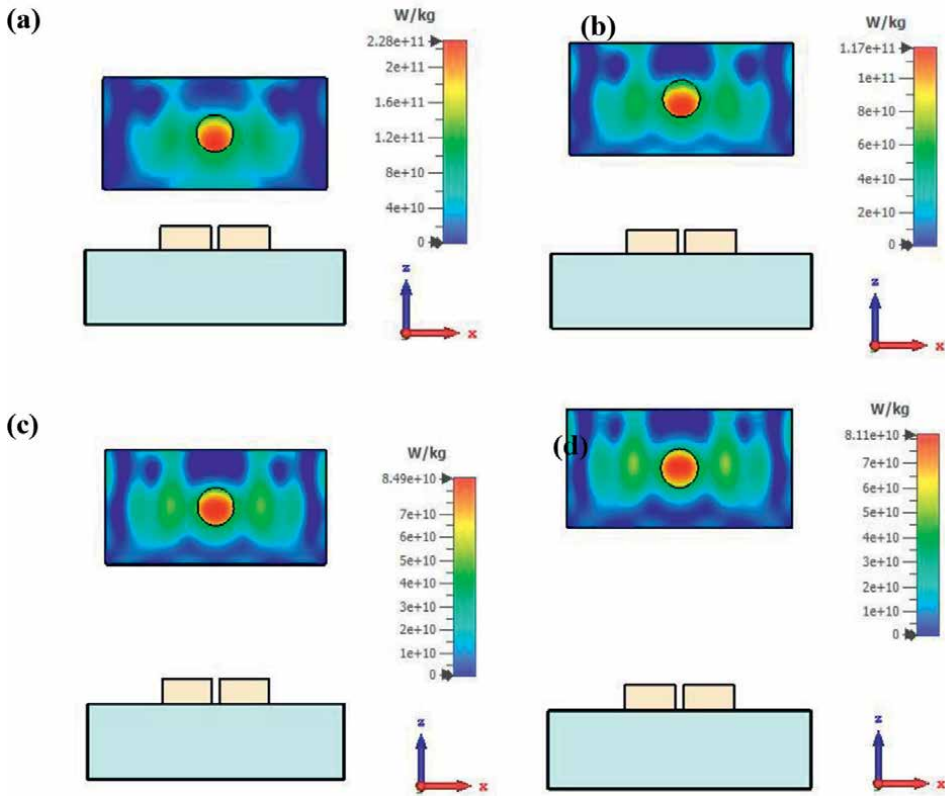 (a)
W/kg
2.28e+11
2e+11
1.6e+11
1.2e+11
8e+10
4e+10
0
z
x
(b)
W/kg
1.17e+11
1e+11
8e+10
6e+10
4e+10
2e+10
0
z
x
(c)
W/kg
8.49e+10
7e+10
6e+10
5e+10
4e+10
3e+10
2e+10
1e+10
0
z
x
(d)
W/kg
8.11e+10
7e+10
6e+10
5e+10
4e+10
3e+10
2e+10
1e+10
0
z
x